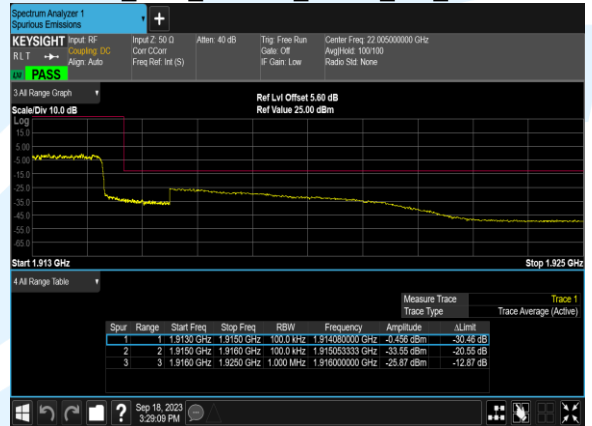 Spectrum Analyzer 1
Spurious Emissions
+
KEYSIGHT Input: RF Input Z: 50 Ω Atten: 40 dB Trig: Free Run Center Freq: 22.005000000 GHz
RLT Coupling: DC Corr CCorr Gate: Off Avg|Hold: 100/100
Align: Auto Freq Ref: Int (S) IF Gain: Low Radio Std: None
PASS
3 All Range Graph
Ref Lvl Offset 5.60 dB
Scale/Div 10.0 dB Ref Value 25.00 dBm
Log
15.0
5.00
-5.00
-15.0
-25.0
-35.0
-45.0
-55.0
-65.0
Start 1.913 GHz Stop 1.925 GHz
4 All Range Table
Measure Trace Trace 1
Trace Type Trace Average (Active)
Spur Range Start Freq Stop Freq RBW Frequency Amplitude ΔLimit
1 1 1.9130 GHz 1.9150 GHz 100.0 kHz 1.914080000 GHz -0.456 dBm -30.46 dB
2 2 1.9150 GHz 1.9160 GHz 100.0 kHz 1.915053333 GHz -33.55 dBm -20.55 dB
3 3 1.9160 GHz 1.9250 GHz 1.000 MHz 1.916000000 GHz -25.87 dBm -12.87 dB
? Sep 18, 2023
3:29:09 PM